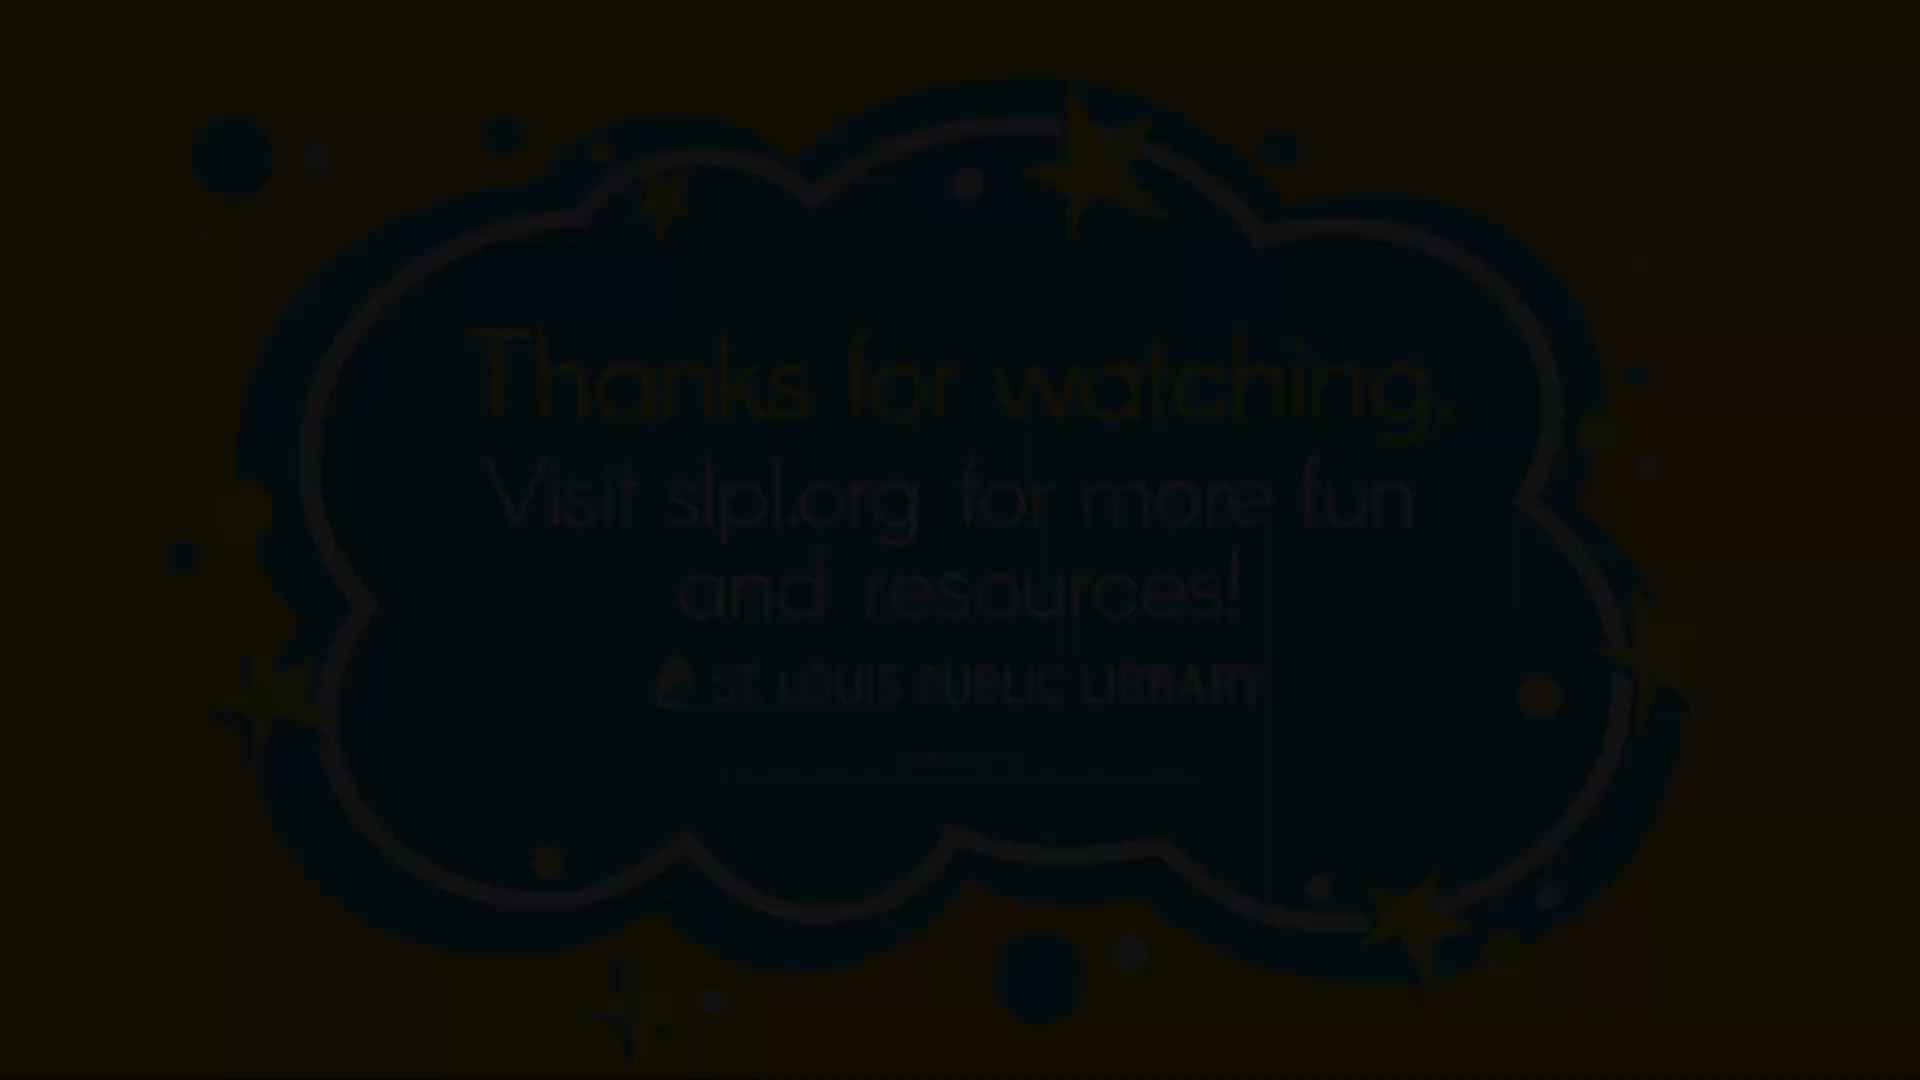 Thanks for watching.
Visit slpl.org for more fun
and resources!
ST. LOUIS PUBLIC LIBRARY